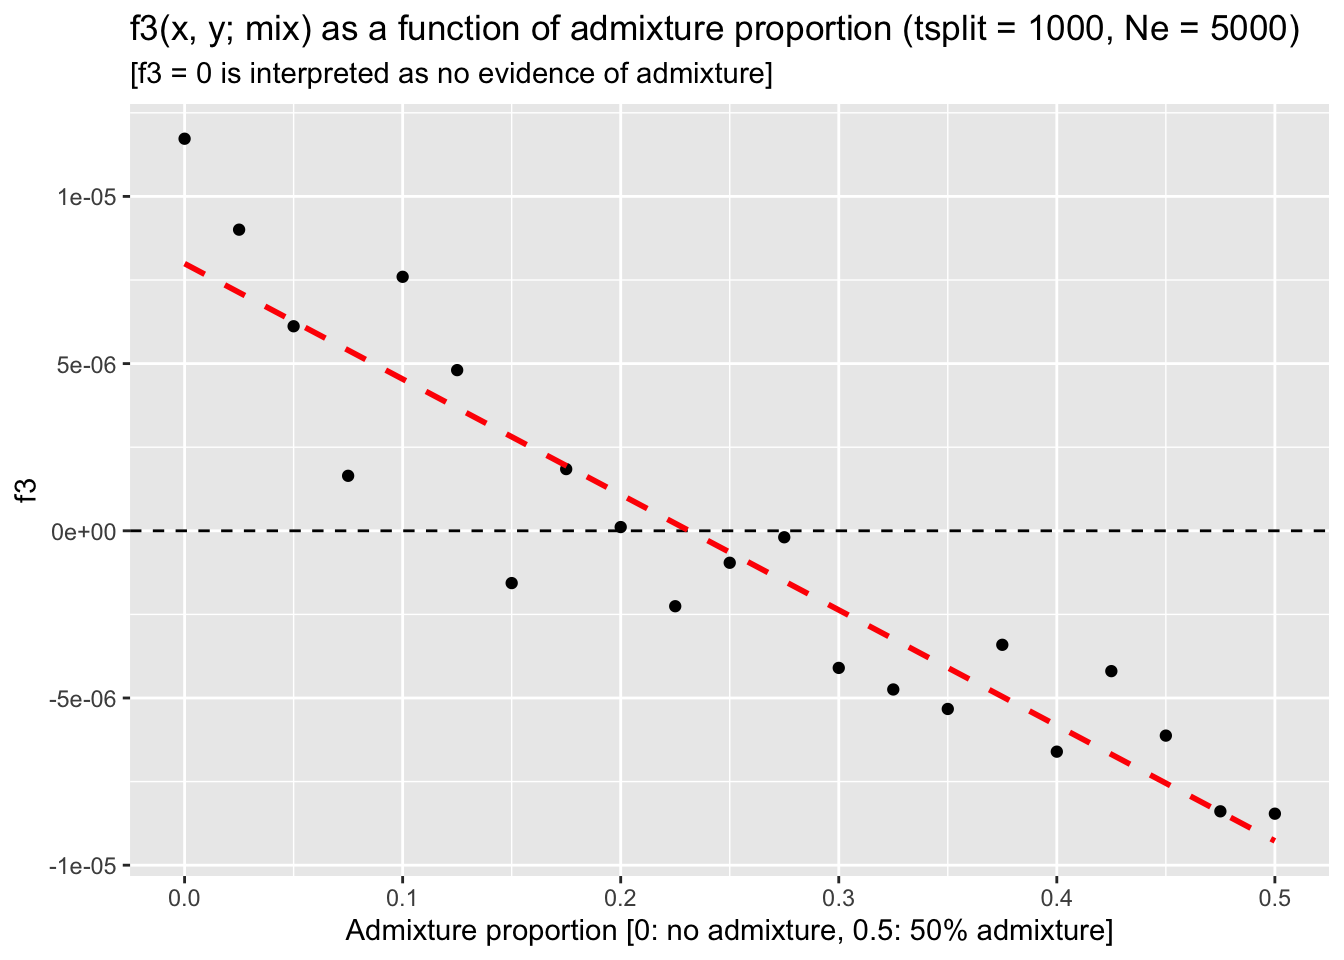 f3(x, y; mix) as a function of admixture proportion (tsplit = 1000, Ne = 5000)
[f3 = 0 is interpreted as no evidence of admixture]
1e-05
5e-06
0e+00
-5e-06
-1e-05
f3
0.0 0.1 0.2 0.3 0.4 0.5
Admixture proportion [0: no admixture, 0.5: 50% admixture]